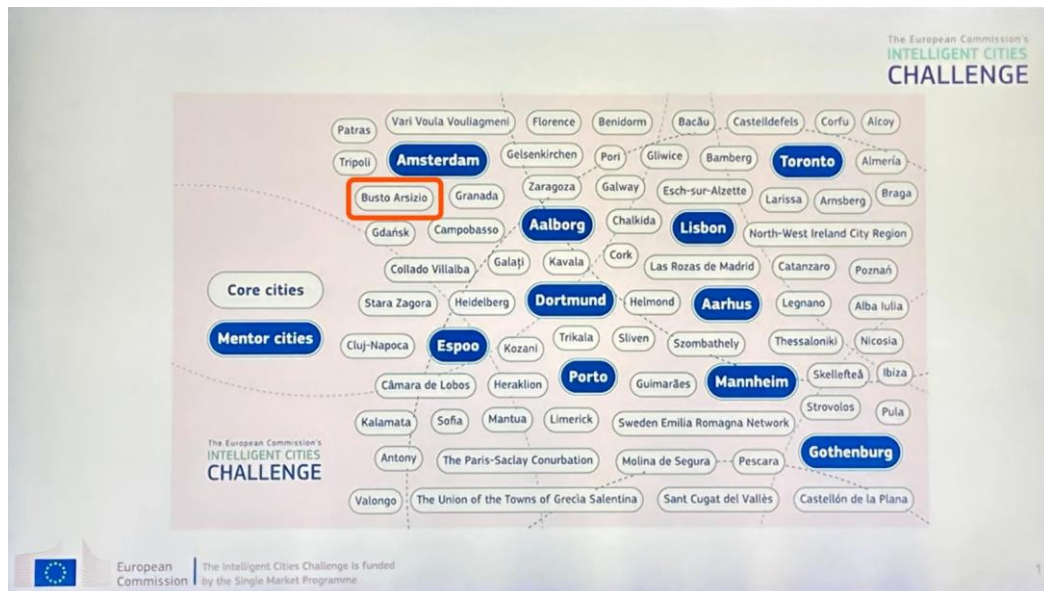 The European Commission's
INTELLIGENT CITIES
CHALLENGE
Patras
Vari Voula Vouliagmeni
Florence
Benidorm
Bacău
Castelldefels
Corfu
Alcoy
Tripoli
Amsterdam
Gelsenkirchen
Pori
Gliwice
Bamberg
Toronto
Almería
Busto Arsizio
Granada
Zaragoza
Galway
Esch-sur-Alzette
Larissa
Arnsberg
Braga
Gdańsk
Campobasso
Aalborg
Chalkida
Lisbon
North-West Ireland City Region
Collado Villalba
Galați
Kavala
Cork
Las Rozas de Madrid
Catanzaro
Poznań
Core cities
Stara Zagora
Heidelberg
Dortmund
Helmond
Aarhus
Legnano
Alba Iulia
Mentor cities
Cluj-Napoca
Espoo
Kozani
Trikala
Sliven
Szombathely
Thessaloniki
Nicosia
Câmara de Lobos
Heraklion
Porto
Guimarães
Mannheim
Skellefteå
Ibiza
Kalamata
Sofia
Mantua
Limerick
Sweden Emilia Romagna Network
Strovolos
Pula
The European Commission's
INTELLIGENT CITIES
CHALLENGE
Antony
The Paris-Saclay Conurbation
Molina de Segura
Pescara
Gothenburg
Valongo
The Union of the Towns of Grecia Salentina
Sant Cugat del Vallès
Castellón de la Plana
European
Commission
The Intelligent Cities Challenge is funded
by the Single Market Programme
1